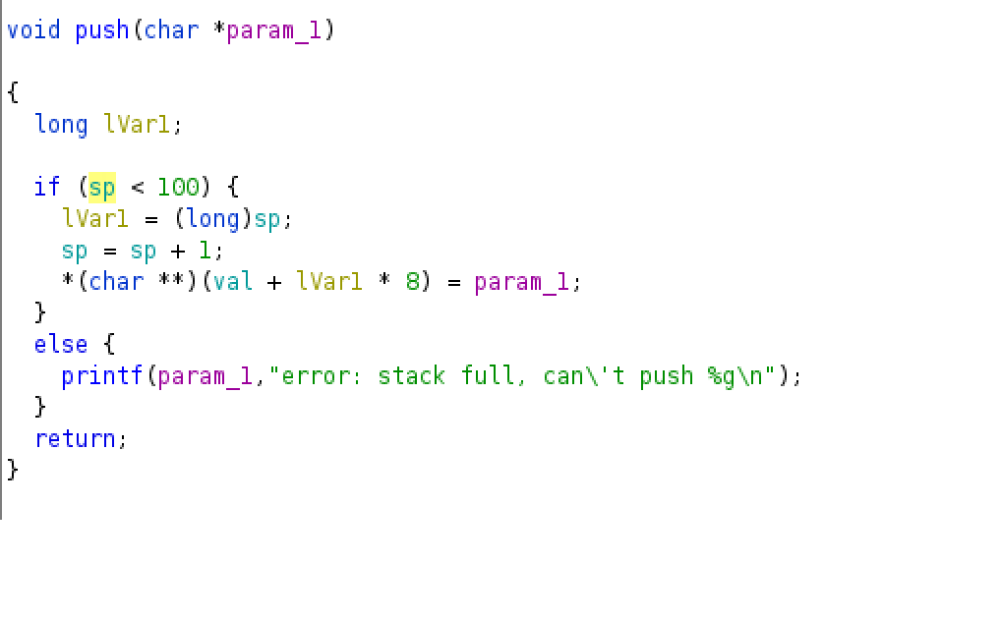 void push(char *param_1)
{
long lVar1;
if (sp < 100) {
lVar1 = (long)sp;
sp = sp + 1;
*(char **)(val + lVar1 * 8) = param_1;
}
else {
printf(param_1,"error: stack full, can\'t push %g\n");
}
return;
}